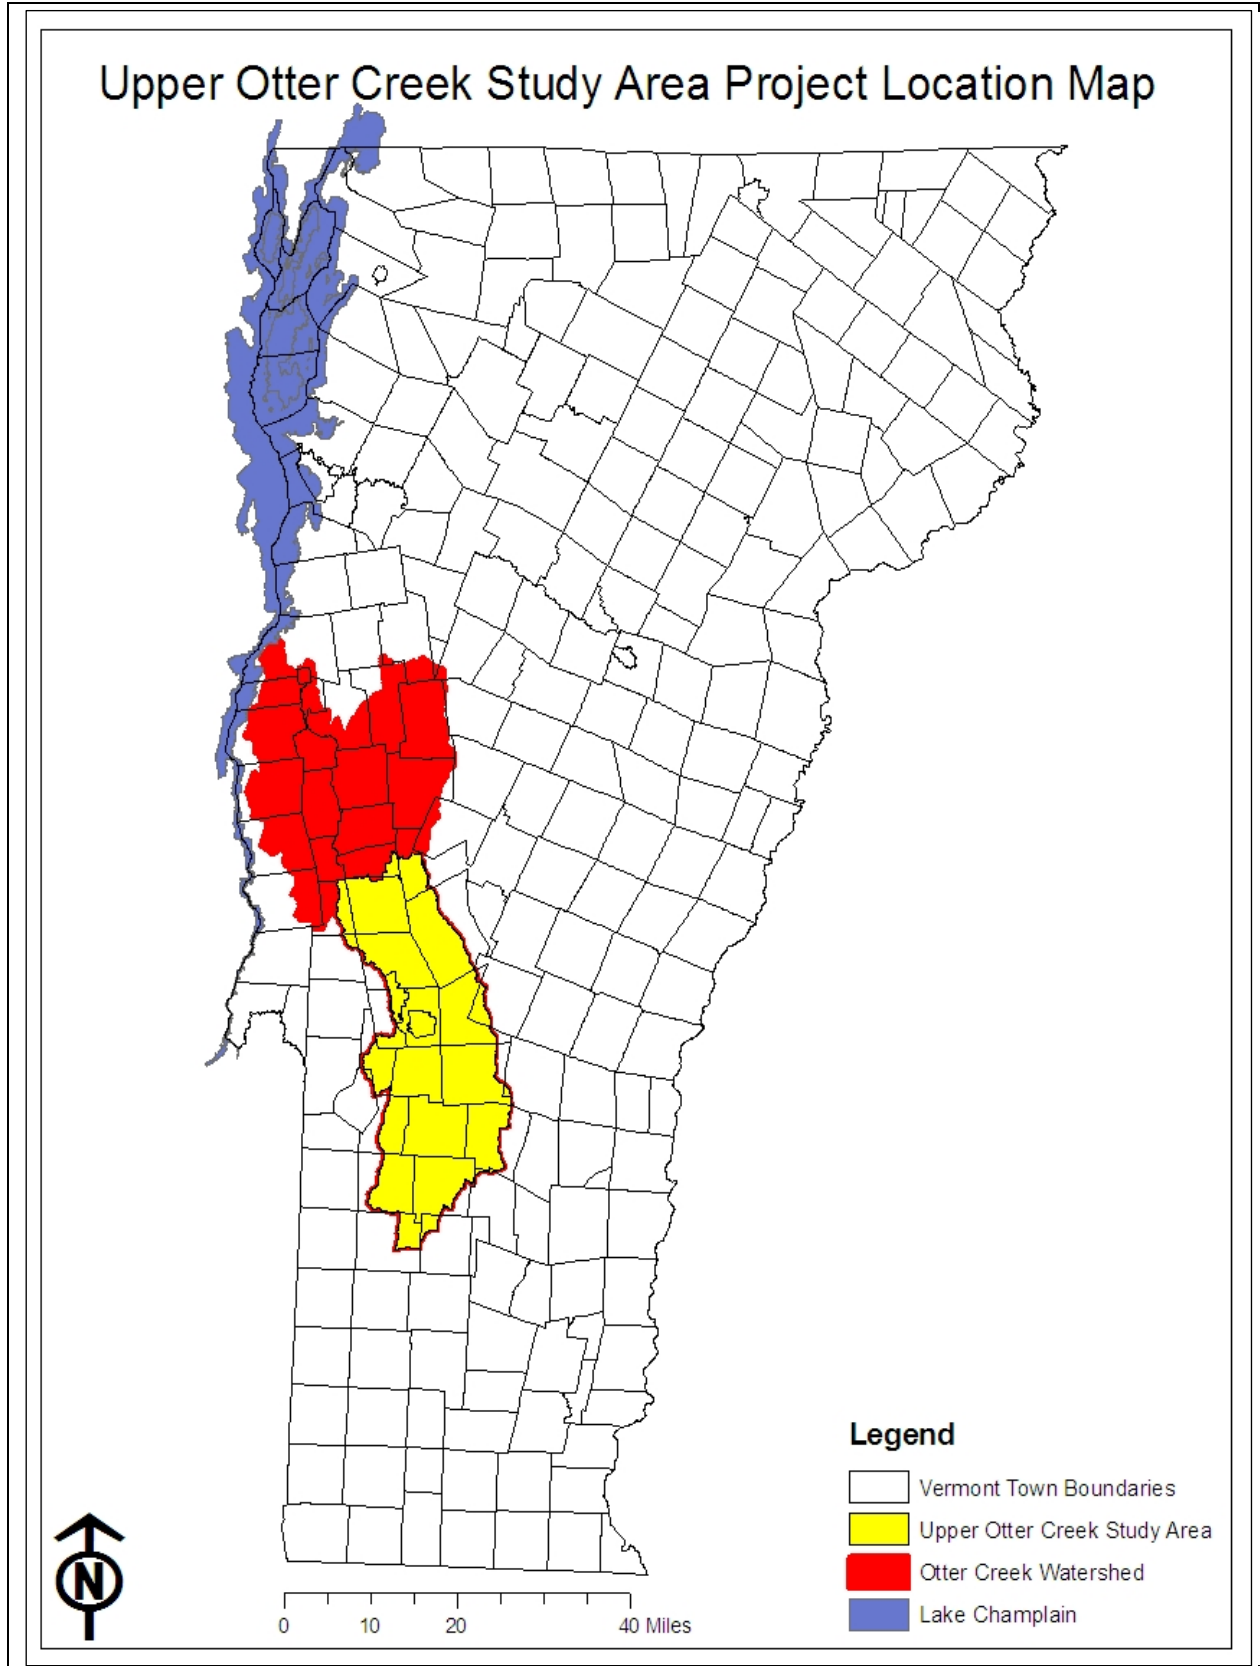 Upper Otter Creek Study Area Project Location Map
Legend
Vermont Town Boundaries
Upper Otter Creek Study Area
Otter Creek Watershed
Lake Champlain
N
0 10 20 40 Miles